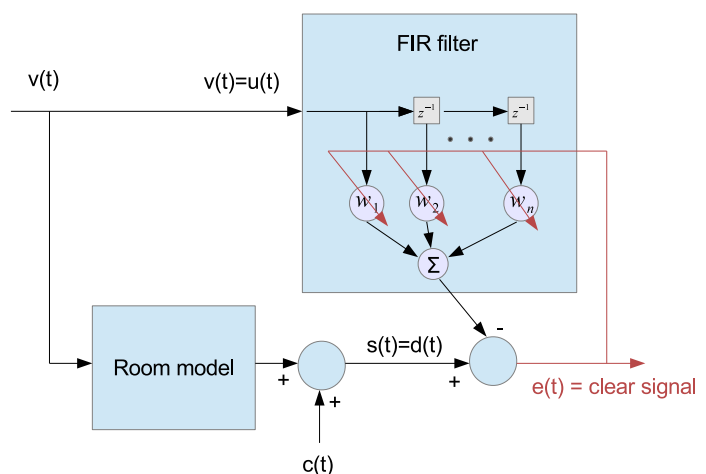 FIR filter
v(t)
v(t)=u(t)
z⁻¹
z⁻¹
w₁
w₂
wₙ
Σ
-
Room model
s(t)=d(t)
+
+
+
e(t) = clear signal
c(t)